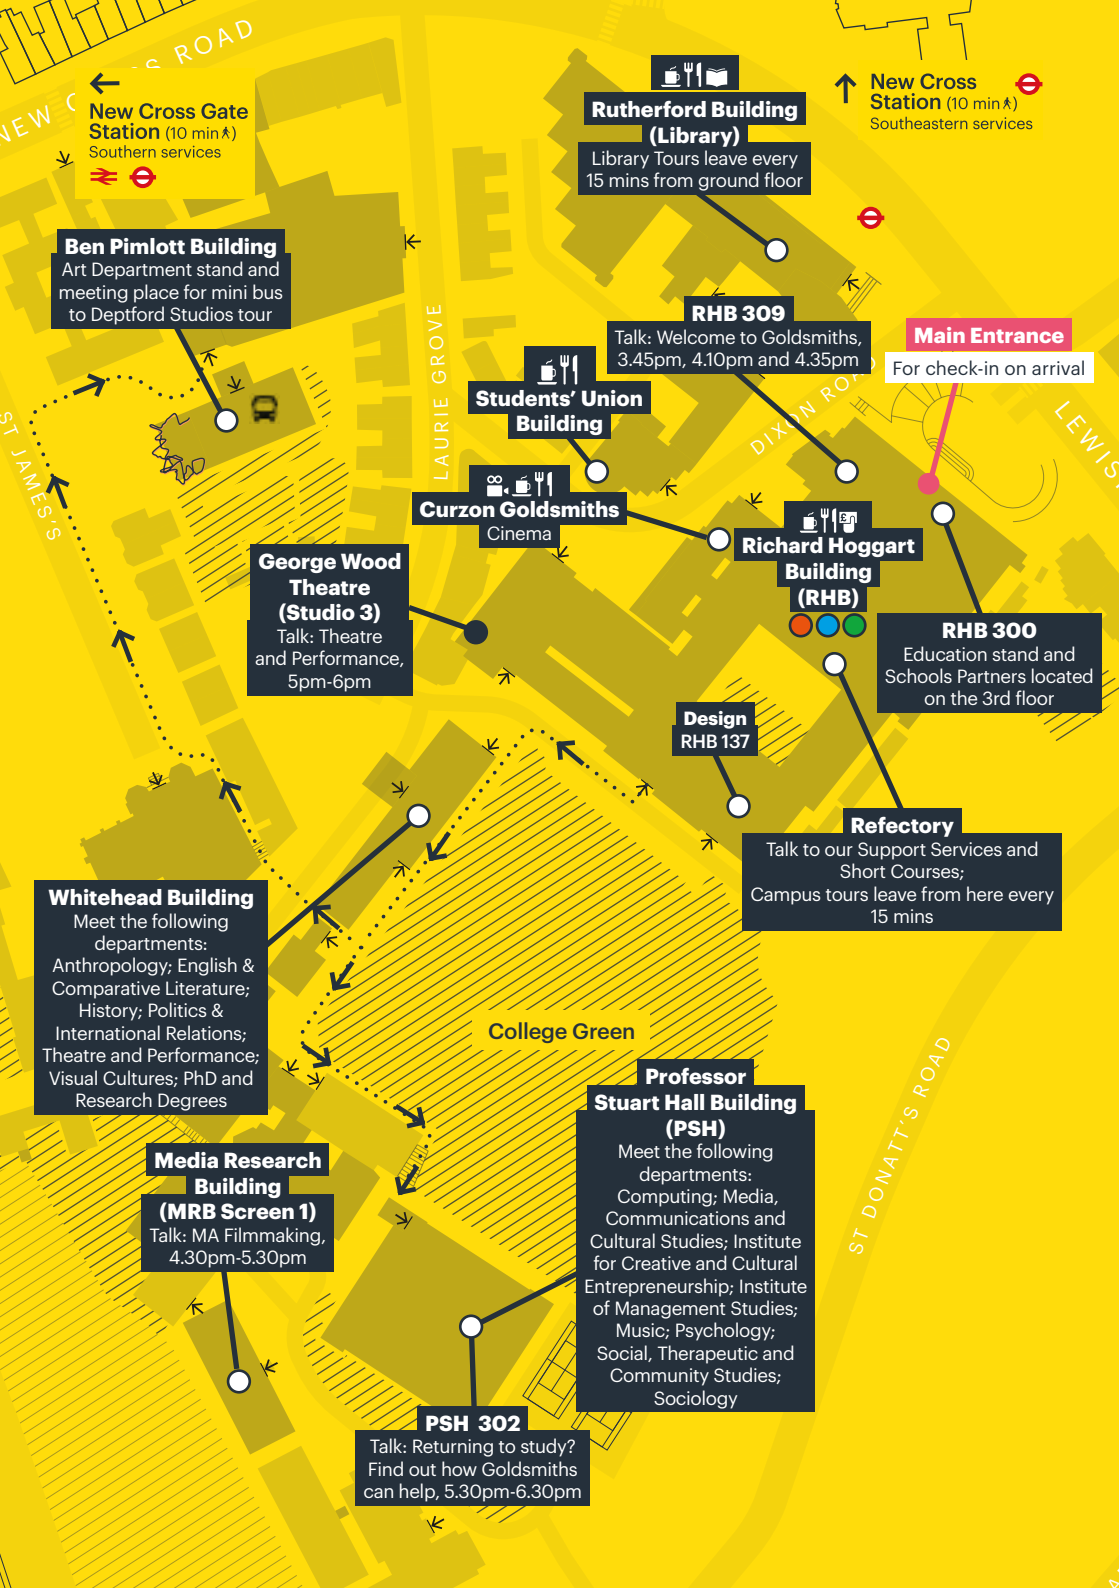 NEW CROSS ROAD
New Cross Gate
Station (10 min)
Southern services
Rutherford Building
(Library)
Library Tours leave every
15 mins from ground floor
New Cross
Station (10 min)
Southeastern services
Ben Pimlott Building
Art Department stand and
meeting place for mini bus
to Deptford Studios tour
RHB 309
Talk: Welcome to Goldsmiths,
3.45pm, 4.10pm and 4.35pm
Main Entrance
For check-in on arrival
LAURIE GROVE
Students' Union
Building
DIXON ROAD
ST JAMES'S
Curzon Goldsmiths
Cinema
£
Richard Hoggart
Building
(RHB)
George Wood
Theatre
(Studio 3)
Talk: Theatre
and Performance,
5pm-6pm
RHB 300
Education stand and
Schools Partners located
on the 3rd floor
Design
RHB 137
Refectory
Talk to our Support Services and
Short Courses;
Campus tours leave from here every
15 mins
Whitehead Building
Meet the following
departments:
Anthropology; English &
Comparative Literature;
History; Politics &
International Relations;
Theatre and Performance;
Visual Cultures; PhD and
Research Degrees
College Green
ST DONATT'S ROAD
Professor
Stuart Hall Building
(PSH)
Meet the following
departments:
Computing; Media,
Communications and
Cultural Studies; Institute
for Creative and Cultural
Entrepreneurship; Institute
of Management Studies;
Music; Psychology;
Social, Therapeutic and
Community Studies;
Sociology
Media Research
Building
(MRB Screen 1)
Talk: MA Filmmaking,
4.30pm-5.30pm
PSH 302
Talk: Returning to study?
Find out how Goldsmiths
can help, 5.30pm-6.30pm